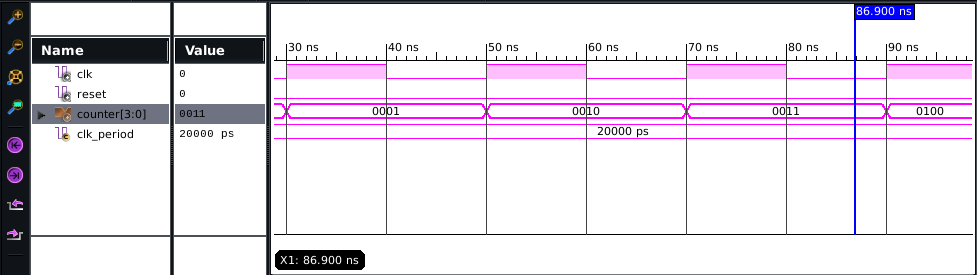 86.900 ns
Name Value
30 ns 40 ns 50 ns 60 ns 70 ns 80 ns 90 ns
clk 0
reset 0
counter[3:0] 0011 0001 0010 0011 0100
clk_period 20000 ps 20000 ps
X1: 86.900 ns